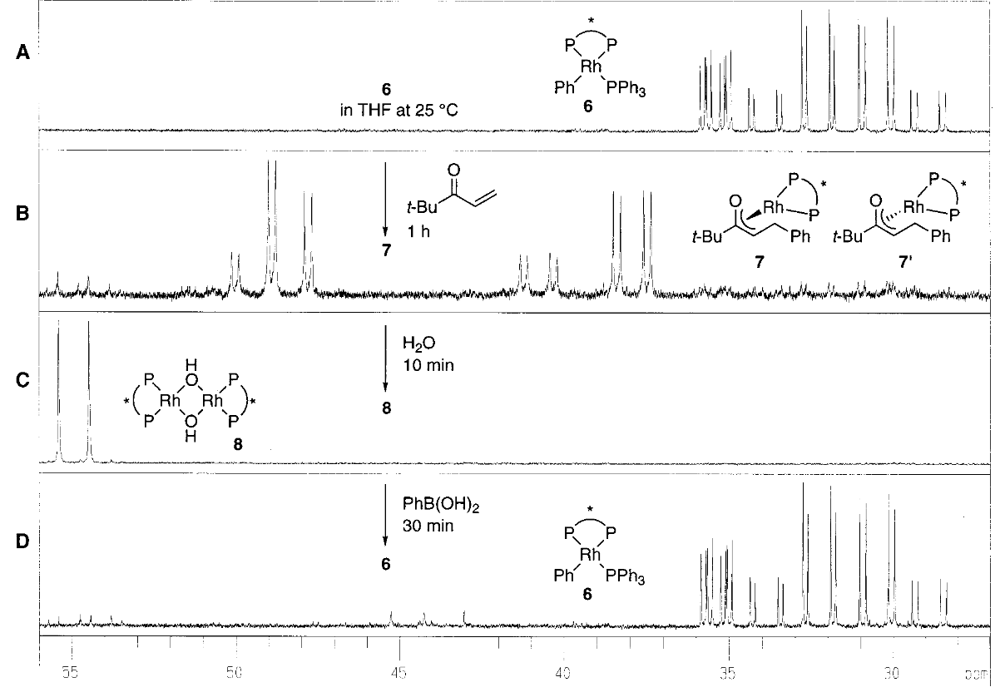 A
6
in THF at 25 °C
*
P P
Rh
Ph PPh3
6
B
O
t-Bu
1 h
7
O
Rh
P
P
*
t-Bu
Ph
7
O
Rh
P
P
*
t-Bu
Ph
7'
C
H2O
10 min
8
H
P O P
* Rh Rh *
P O P
H
8
D
PhB(OH)2
30 min
6
*
P P
Rh
Ph PPh3
6
55 50 45 40 35 30 ppm